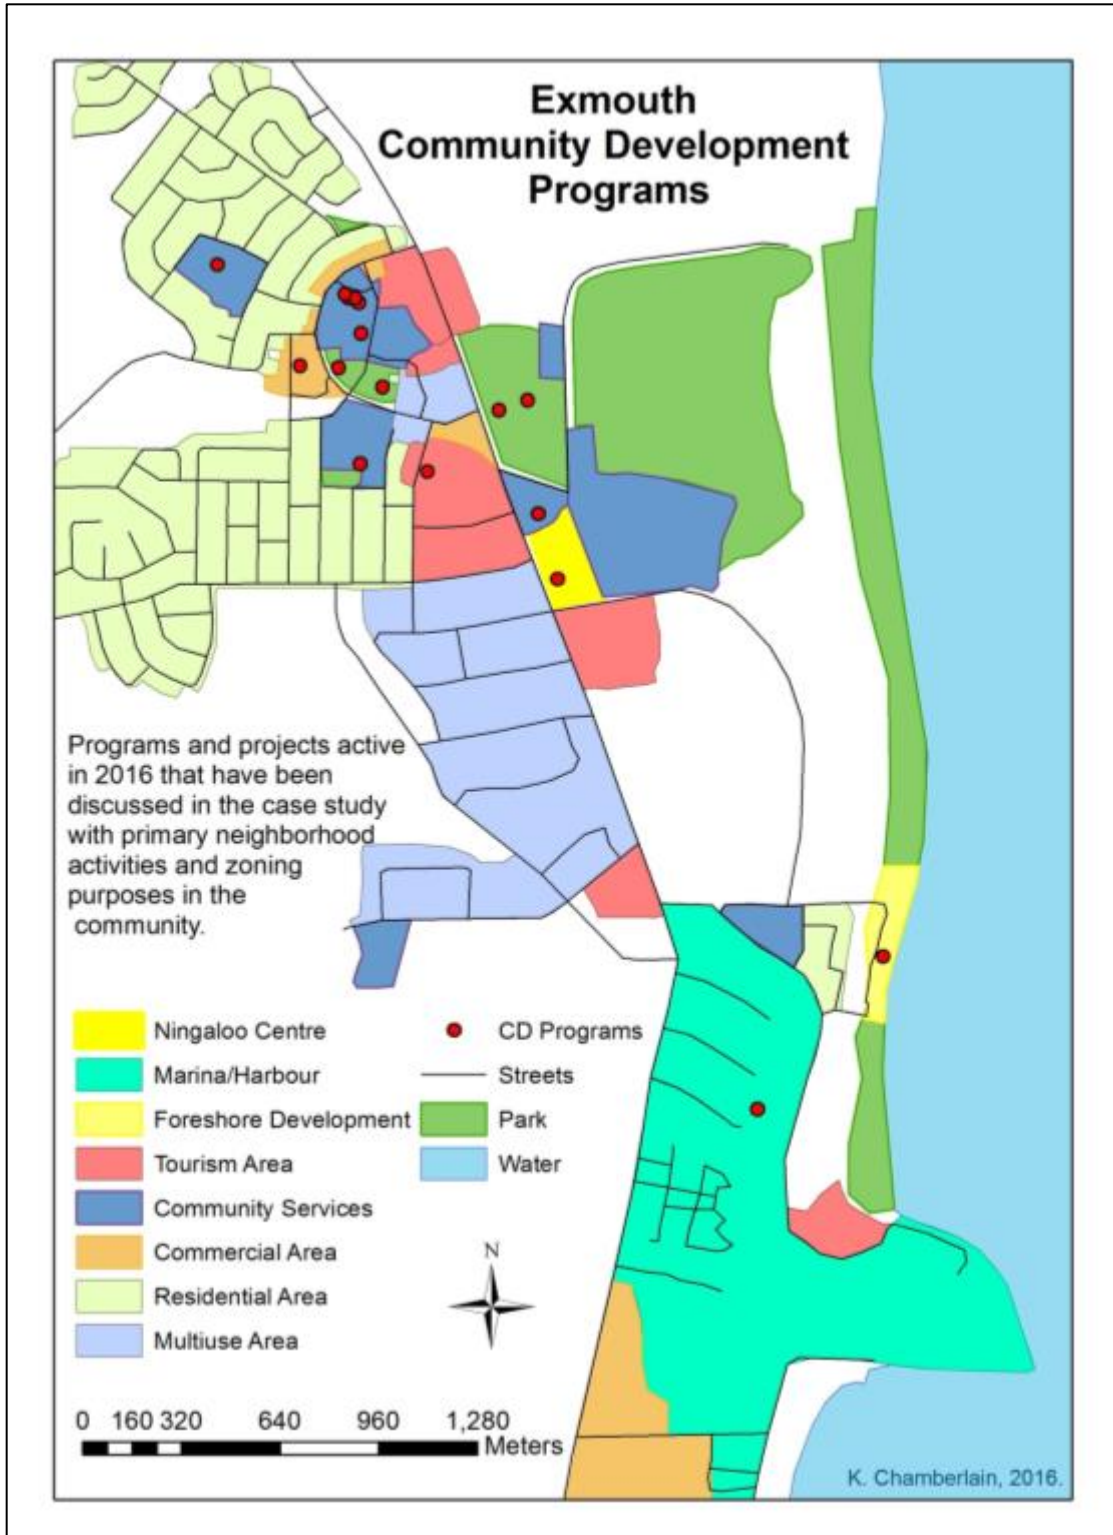 Exmouth
Community Development
Programs
Programs and projects active
in 2016 that have been
discussed in the case study
with primary neighborhood
activities and zoning
purposes in the
community.
Ningaloo Centre
Marina/Harbour
Foreshore Development
Tourism Area
Community Services
Commercial Area
Residential Area
Multiuse Area
CD Programs
Streets
Park
Water
N
0 160 320 640 960 1,280
Meters
K. Chamberlain, 2016.